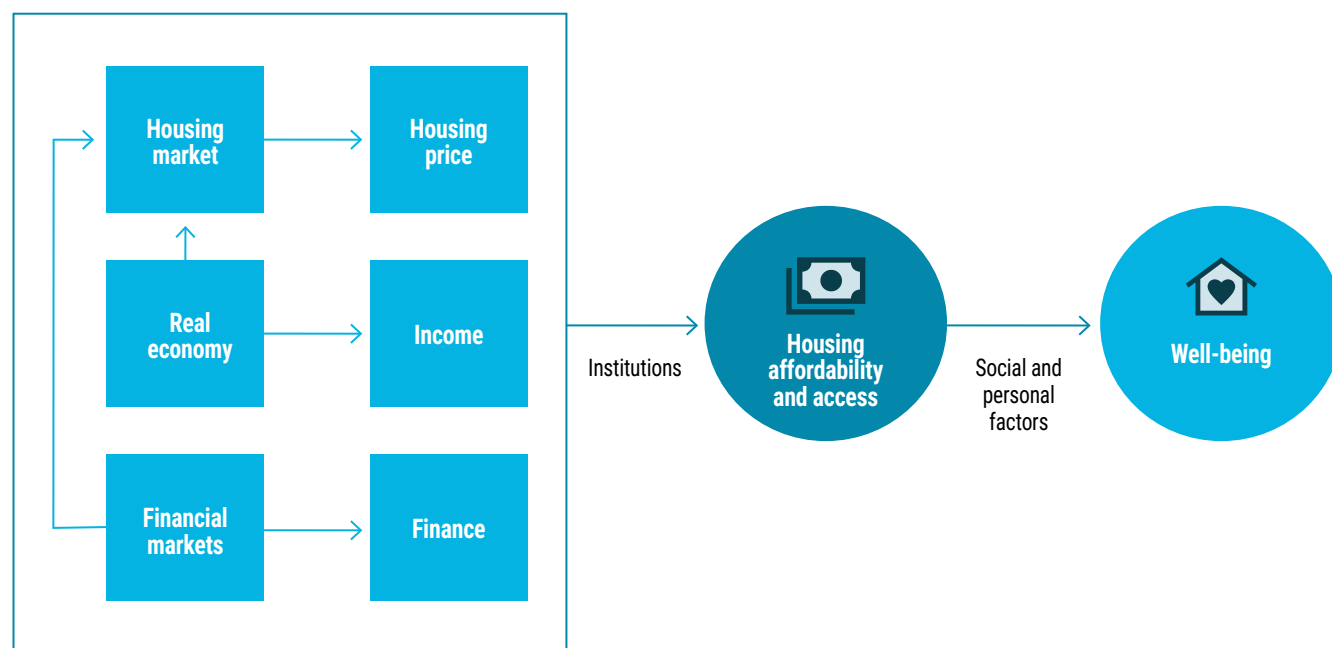 Housing
market
Housing
price
Real
economy
Income
Financial
markets
Finance
Institutions
Housing
affordability
and access
Social and
personal
factors
Well-being